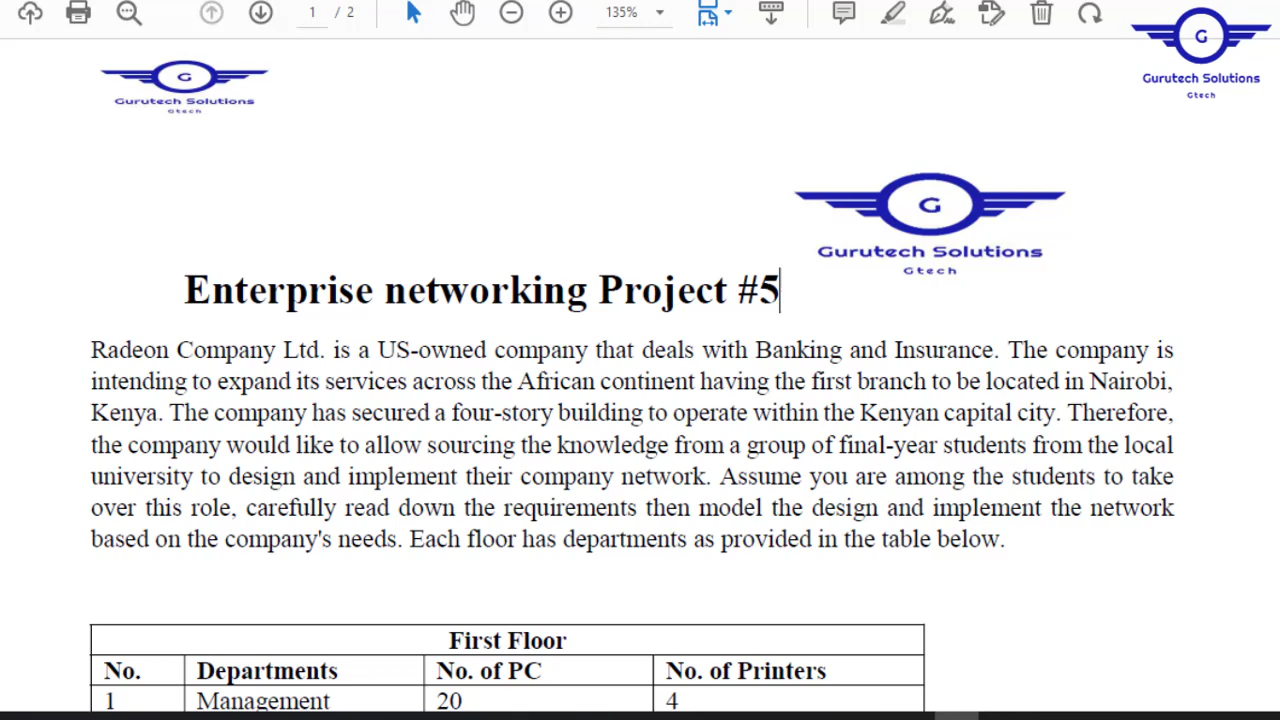 1 / 2
135%
G
Gurutech Solutions
Gtech
G
Gurutech Solutions
Gtech
G
Gurutech Solutions
Gtech
Enterprise networking Project #5
Radeon Company Ltd. is a US-owned company that deals with Banking and Insurance. The company is
intending to expand its services across the African continent having the first branch to be located in Nairobi,
Kenya. The company has secured a four-story building to operate within the Kenyan capital city. Therefore,
the company would like to allow sourcing the knowledge from a group of final-year students from the local
university to design and implement their company network. Assume you are among the students to take
over this role, carefully read down the requirements then model the design and implement the network
based on the company's needs. Each floor has departments as provided in the table below.
First Floor
No. Departments No. of PC No. of Printers
1 Management 20 4